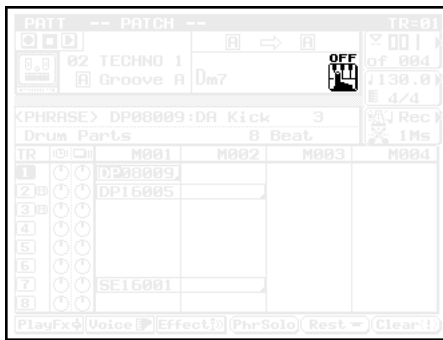 PATT -- PATCH -- TR=01
02 TECHNO 1 A ⇒ A OFF of 004
A Groove A Dm7 ♩130.0
4/4
<PHRASE> DP08009:DA Kick 3 Rec
Drum Parts 8 Beat 1Ms
TR M001 M002 M003 M004
1 DP08009
2 DP16005
3
4
5
6
7 SE16001
8
PlayFx Voice Effect PhrSolo Rest Clear